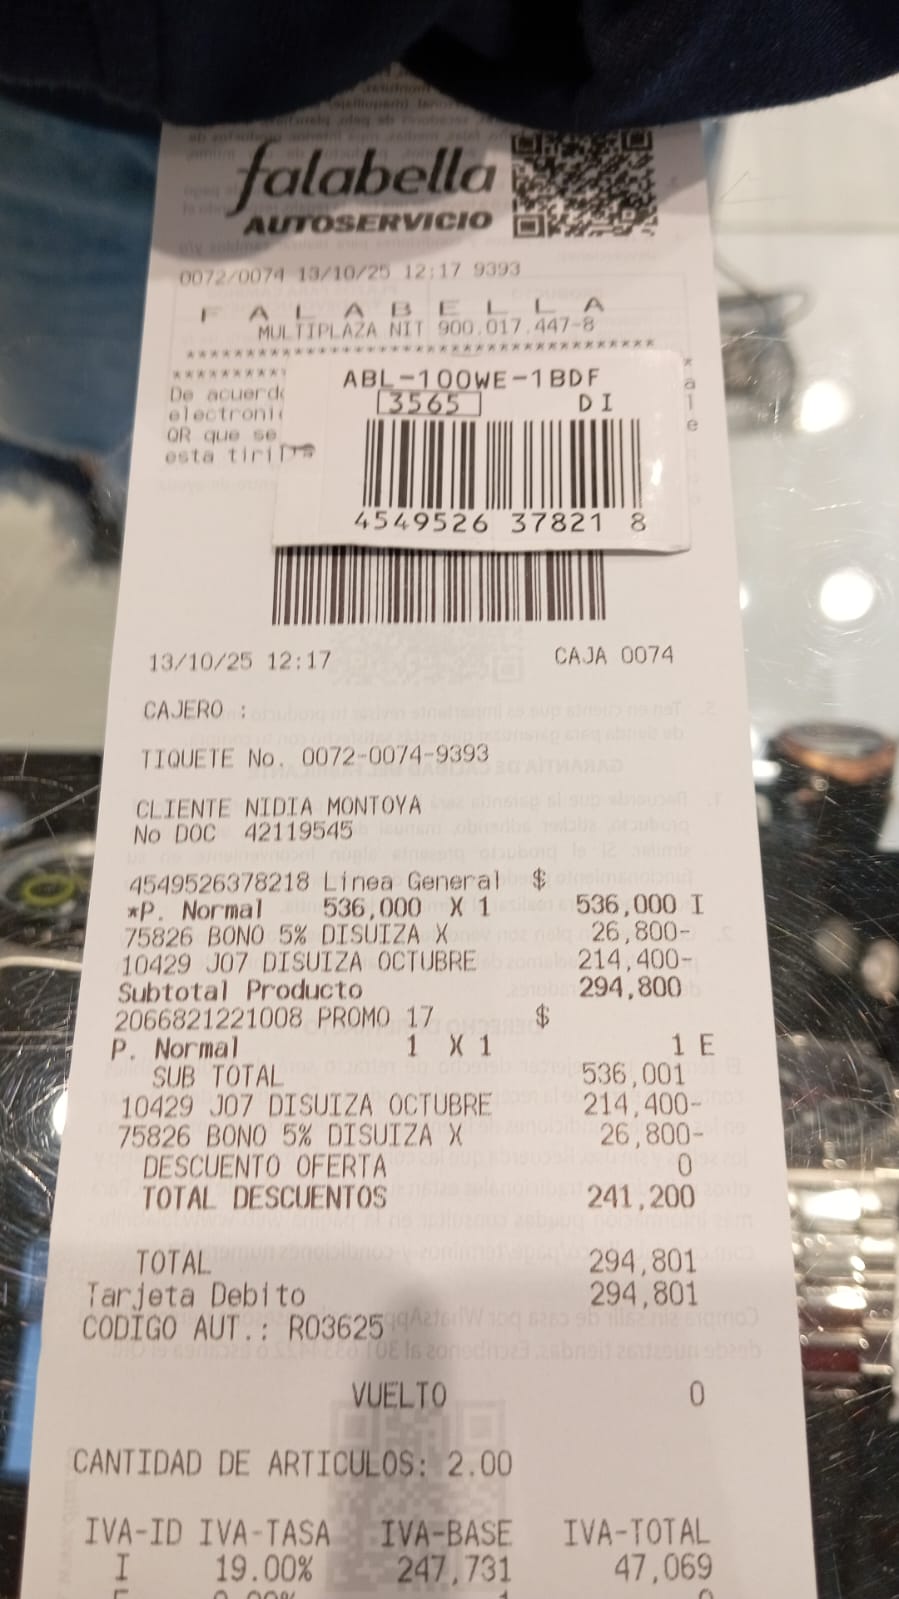 falabella
AUTOSERVICIO
0072/0074 13/10/25 12:17 9393
F A L A B E L L A
MULTIPLAZA NIT 900.017.447-8
****************************************
**********
ABL-100WE-1BDF
3565 DI
4549526 37821 8
De acuerd
electroni
QR que se
esta tiril
13/10/25 12:17 CAJA 0074
CAJERO :
TIQUETE No. 0072-0074-9393
CLIENTE NIDIA MONTOYA
No DOC 42119545
4549526378218 Linea General $
*P. Normal 536,000 X 1 536,000 I
75826 BONO 5% DISUIZA X 26,800-
10429 J07 DISUIZA OCTUBRE 214,400-
Subtotal Producto 294,800
2066821221008 PROMO 17 $
P. Normal 1 X 1 1 E
SUB TOTAL 536,001
10429 J07 DISUIZA OCTUBRE 214,400-
75826 BONO 5% DISUIZA X 26,800-
DESCUENTO OFERTA 0
TOTAL DESCUENTOS 241,200
TOTAL 294,801
Tarjeta Debito 294,801
CODIGO AUT.: R03625
VUELTO 0
CANTIDAD DE ARTICULOS: 2.00
IVA-ID IVA-TASA IVA-BASE IVA-TOTAL
I 19.00% 247,731 47,069